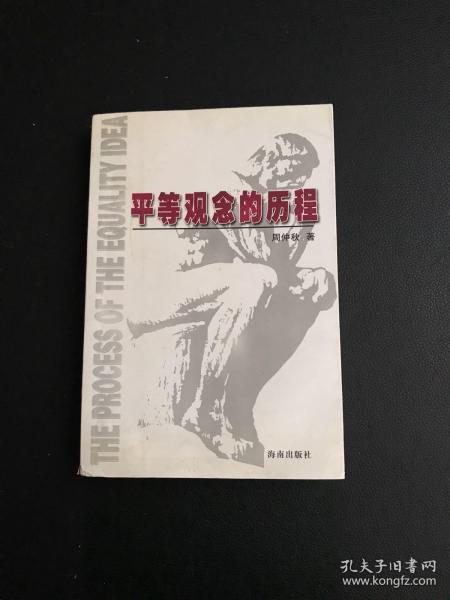 THE PROCESS OF THE EQUALITY IDEA
平等观念的历程
周仲秋 著
海南出版社
孔夫子旧书网
www.kongfz.com